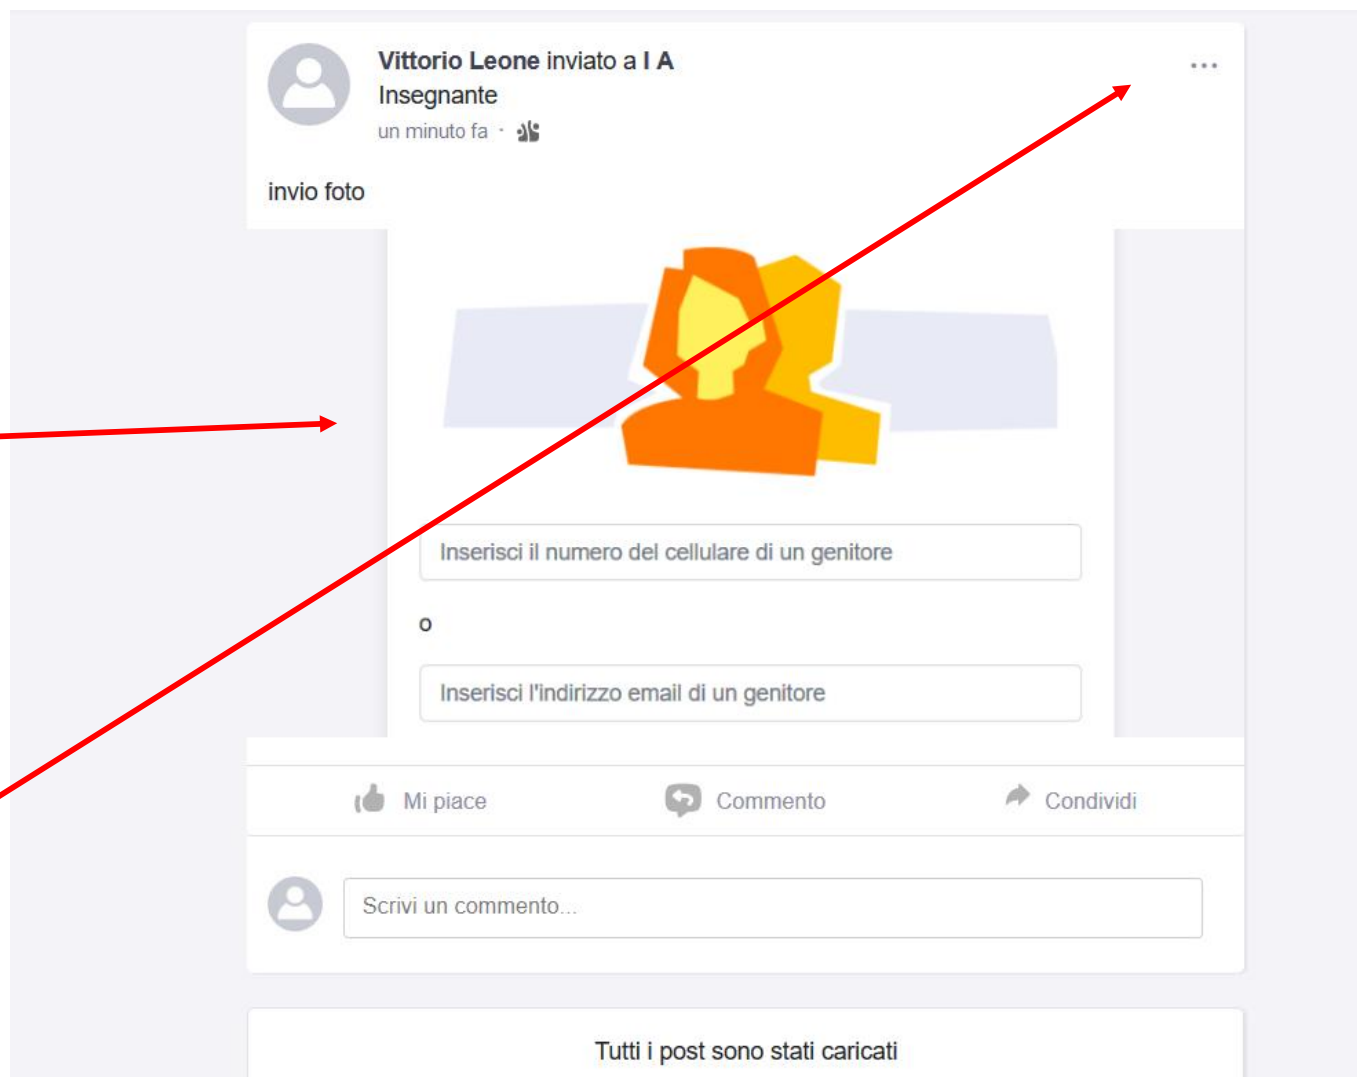 Vittorio Leone inviato a I A
Insegnante
un minuto fa ·
invio foto
Inserisci il numero del cellulare di un genitore
o
Inserisci l'indirizzo email di un genitore
Mi piace Commento Condividi
Scrivi un commento...
Tutti i post sono stati caricati